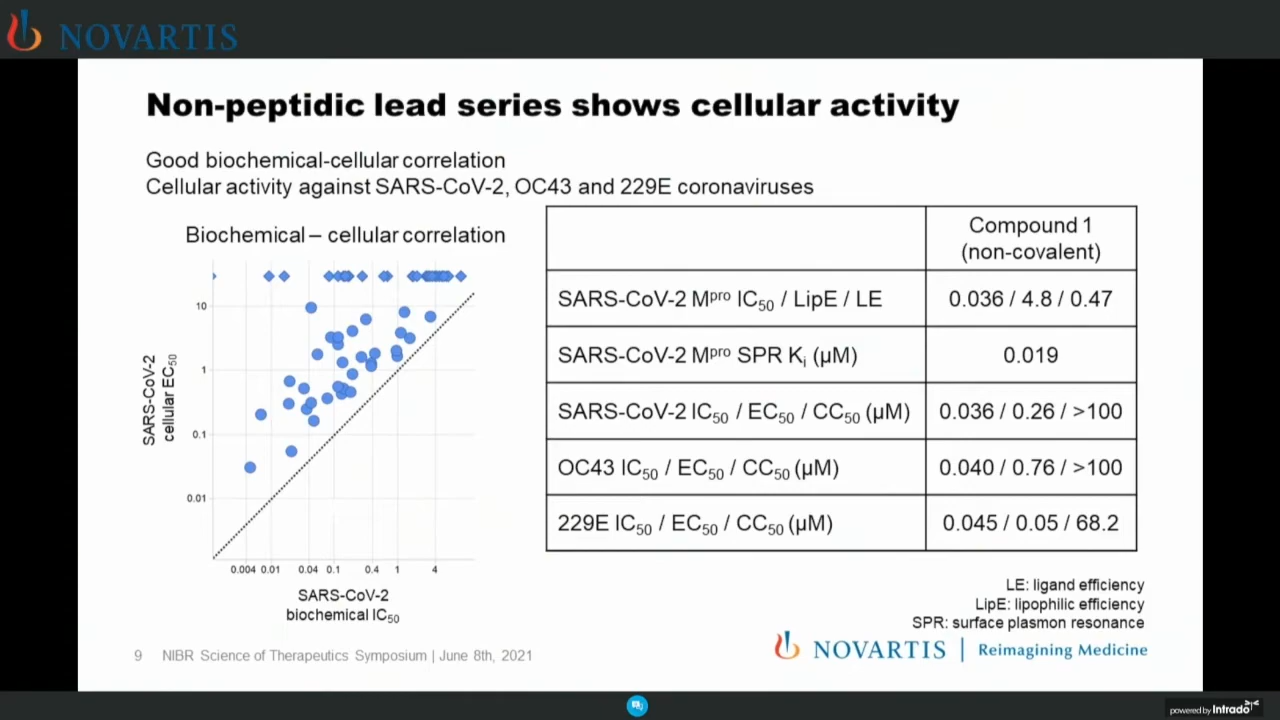 NOVARTIS
Non-peptidic lead series shows cellular activity
Good biochemical-cellular correlation
Cellular activity against SARS-CoV-2, OC43 and 229E coronaviruses
Biochemical – cellular correlation
10
1
0.1
0.01
SARS-CoV-2
cellular EC50
0.004 0.01 0.04 0.1 0.4 1 4
SARS-CoV-2
biochemical IC50
Compound 1
(non-covalent)
SARS-CoV-2 Mpro IC50 / LipE / LE 0.036 / 4.8 / 0.47
SARS-CoV-2 Mpro SPR Ki (µM) 0.019
SARS-CoV-2 IC50 / EC50 / CC50 (µM) 0.036 / 0.26 / >100
OC43 IC50 / EC50 / CC50 (µM) 0.040 / 0.76 / >100
229E IC50 / EC50 / CC50 (µM) 0.045 / 0.05 / 68.2
LE: ligand efficiency
LipE: lipophilic efficiency
SPR: surface plasmon resonance
9 NIBR Science of Therapeutics Symposium | June 8th, 2021
NOVARTIS | Reimagining Medicine
powered by Intrado